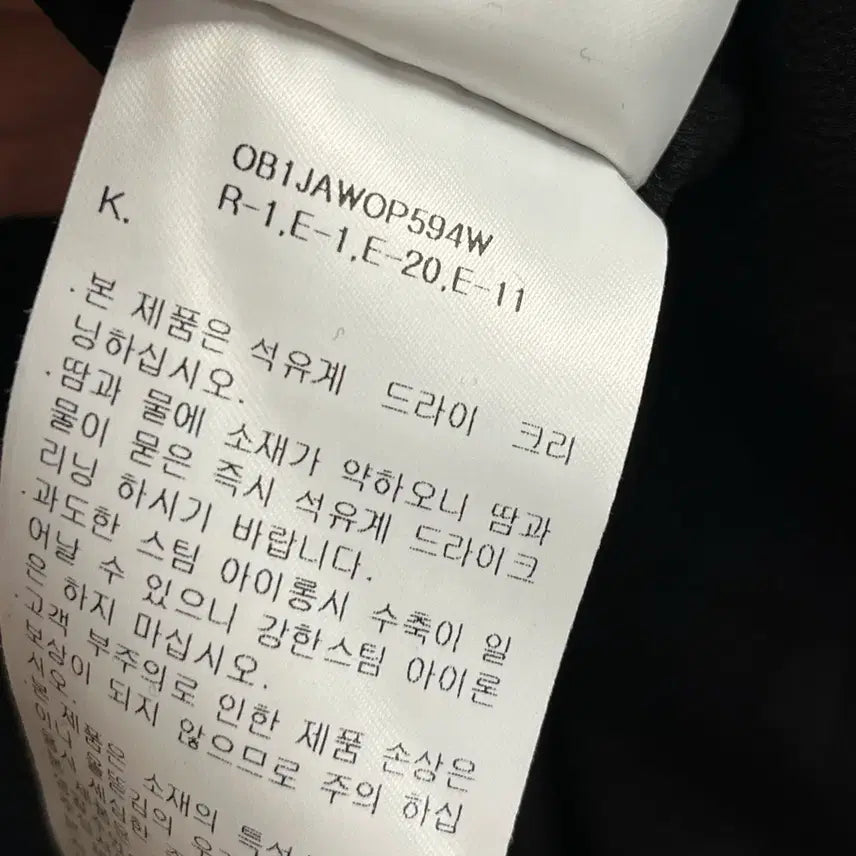 OB1JAWOP594W
K. R-1,E-1,E-20,E-11
.본 제품은 석유계 드라이 크리
닝하십시오.
.땀과 물에 소재가 약하오니 땀과
물이 묻은 즉시 석유계 드라이크
리닝 하시기 바랍니다.
.과도한 스팀 아이롱시 수축이 일
어날 수 있으니 강한스팀 아이론
은 하지 마십시오.
.고객 부주의로 인한 제품 손상은
보상이 되지 않으므로 주의 하십
시오.
소재의